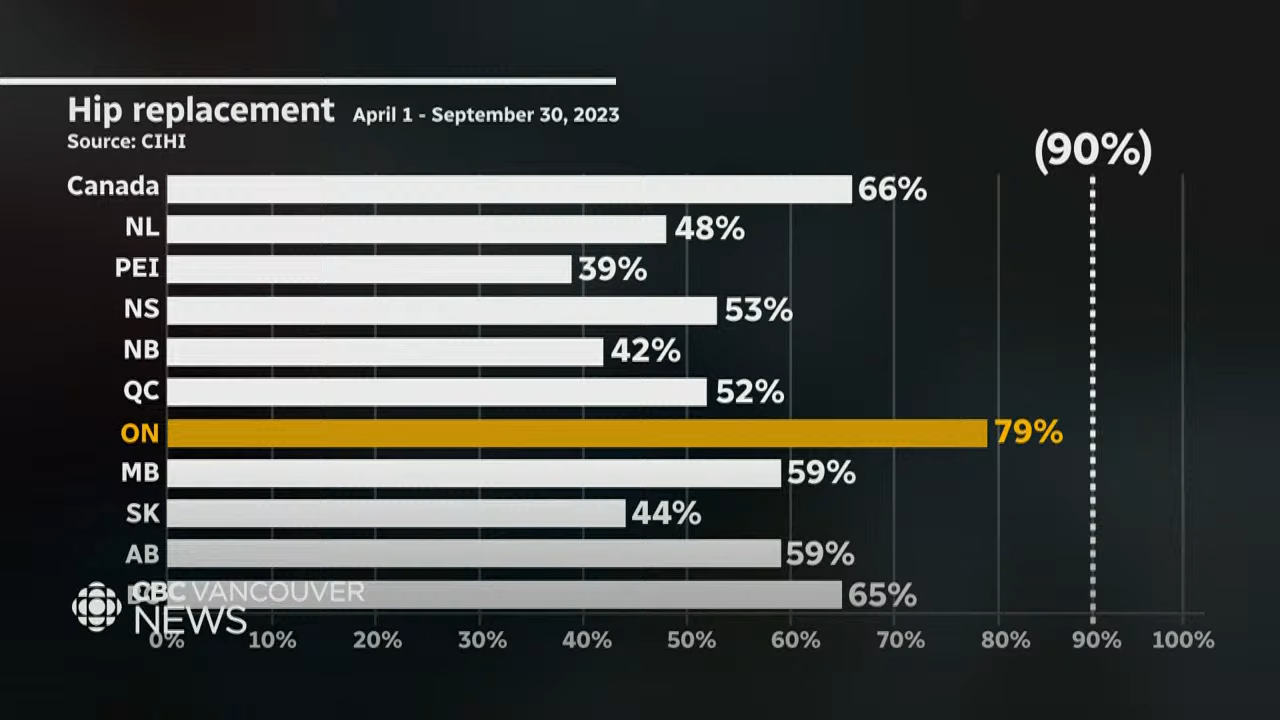 Hip replacement April 1 - September 30, 2023
Source: CIHI
(90%)
Canada 66%
NL 48%
PEI 39%
NS 53%
NB 42%
QC 52%
ON 79%
MB 59%
SK 44%
AB 59%
65%
CBC VANCOUVER
NEWS
0% 10% 20% 30% 40% 50% 60% 70% 80% 90% 100%